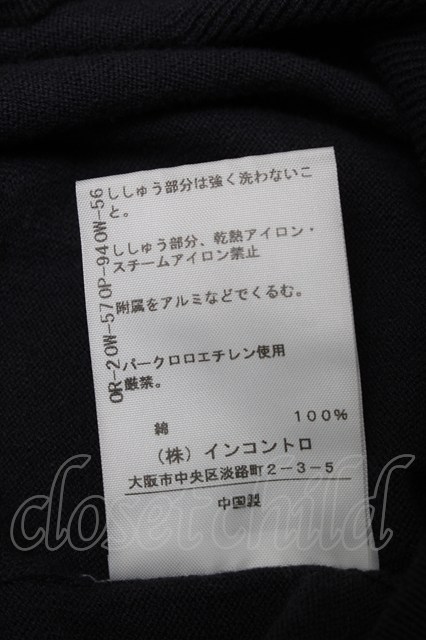 ししゅう部分は強く洗わないこ
と。
ししゅう部分、乾熱アイロン・
スチームアイロン禁止
附属をアルミなどでくるむ。
パークロロエチレン使用
厳禁。
綿 100%
(株)インコントロ
大阪市中央区淡路町2-3-5
中国製
OR-20W-570P-940W-56
closet child